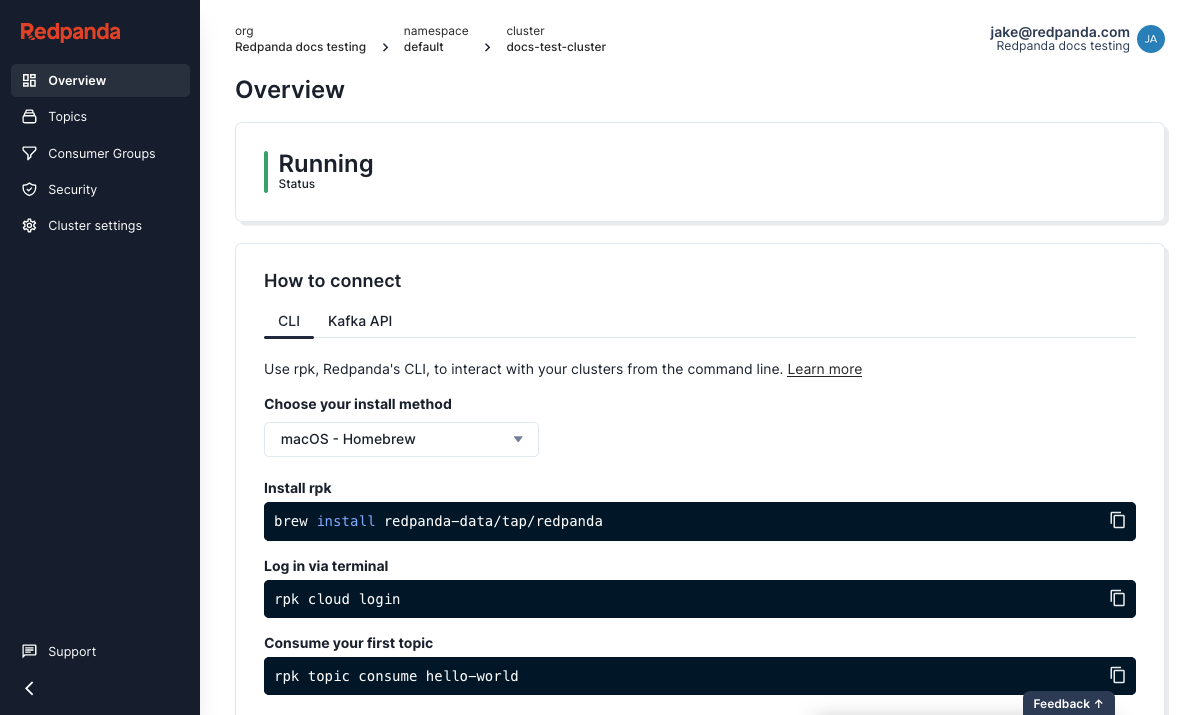 Redpanda
Overview
Topics
Consumer Groups
Security
Cluster settings
Support
org
Redpanda docs testing
namespace
default
cluster
docs-test-cluster
jake@redpanda.com
Redpanda docs testing
JA
Overview
Running
Status
How to connect
CLI Kafka API
Use rpk, Redpanda's CLI, to interact with your clusters from the command line. Learn more
Choose your install method
macOS - Homebrew
Install rpk
brew install redpanda-data/tap/redpanda
Log in via terminal
rpk cloud login
Consume your first topic
rpk topic consume hello-world
Feedback ↑